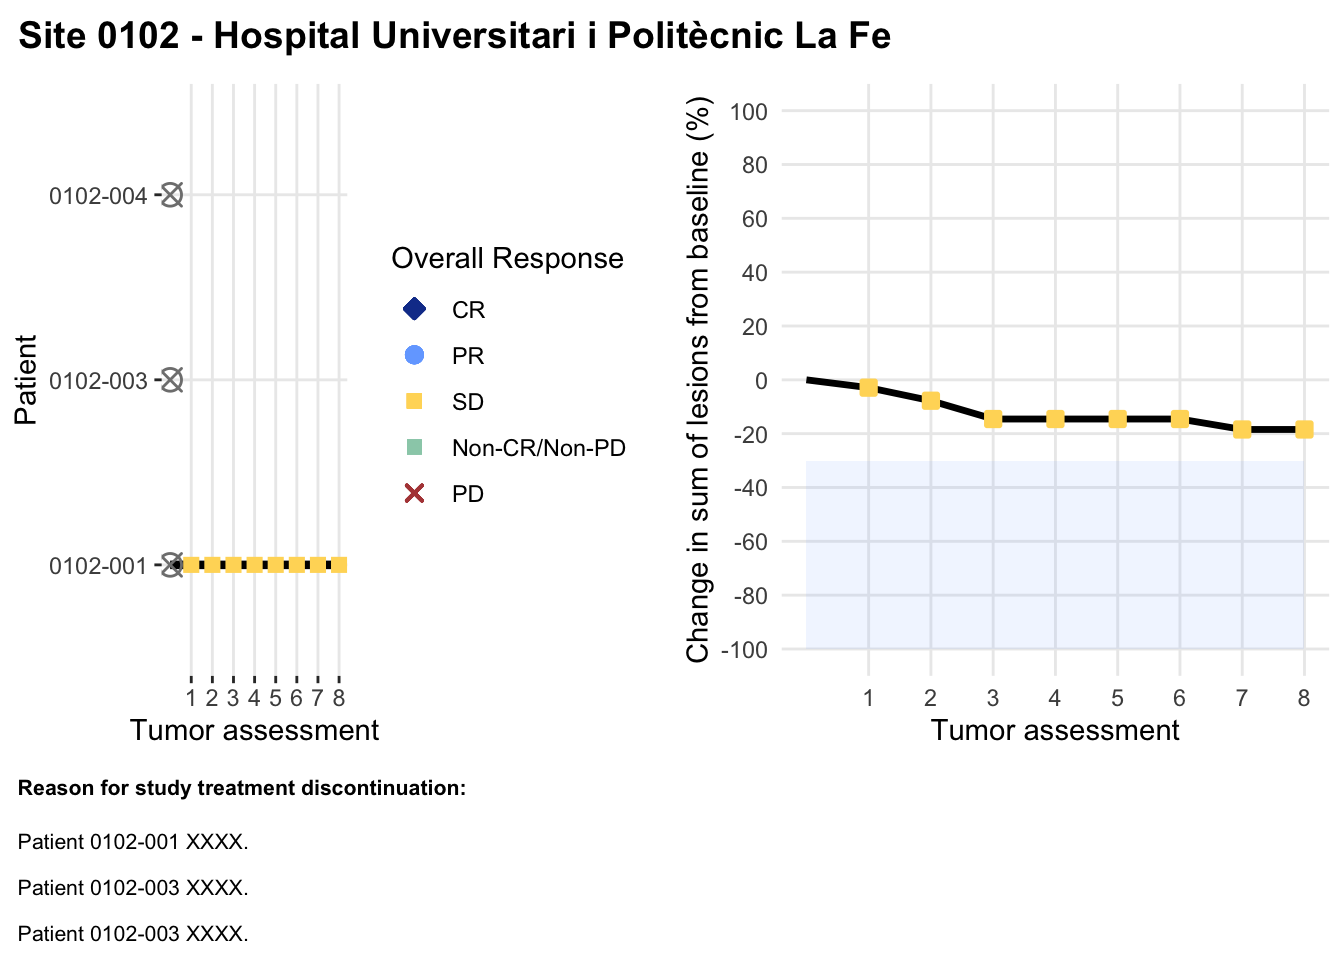 Site 0102 - Hospital Universitari i Politècnic La Fe
Patient
0102-004
0102-003
0102-001
1 2 3 4 5 6 7 8
Tumor assessment
Overall Response
CR
PR
SD
Non-CR/Non-PD
PD
Change in sum of lesions from baseline (%)
100
80
60
40
20
0
-20
-40
-60
-80
-100
1 2 3 4 5 6 7 8
Tumor assessment
Reason for study treatment discontinuation:
Patient 0102-001 XXXX.
Patient 0102-003 XXXX.
Patient 0102-003 XXXX.